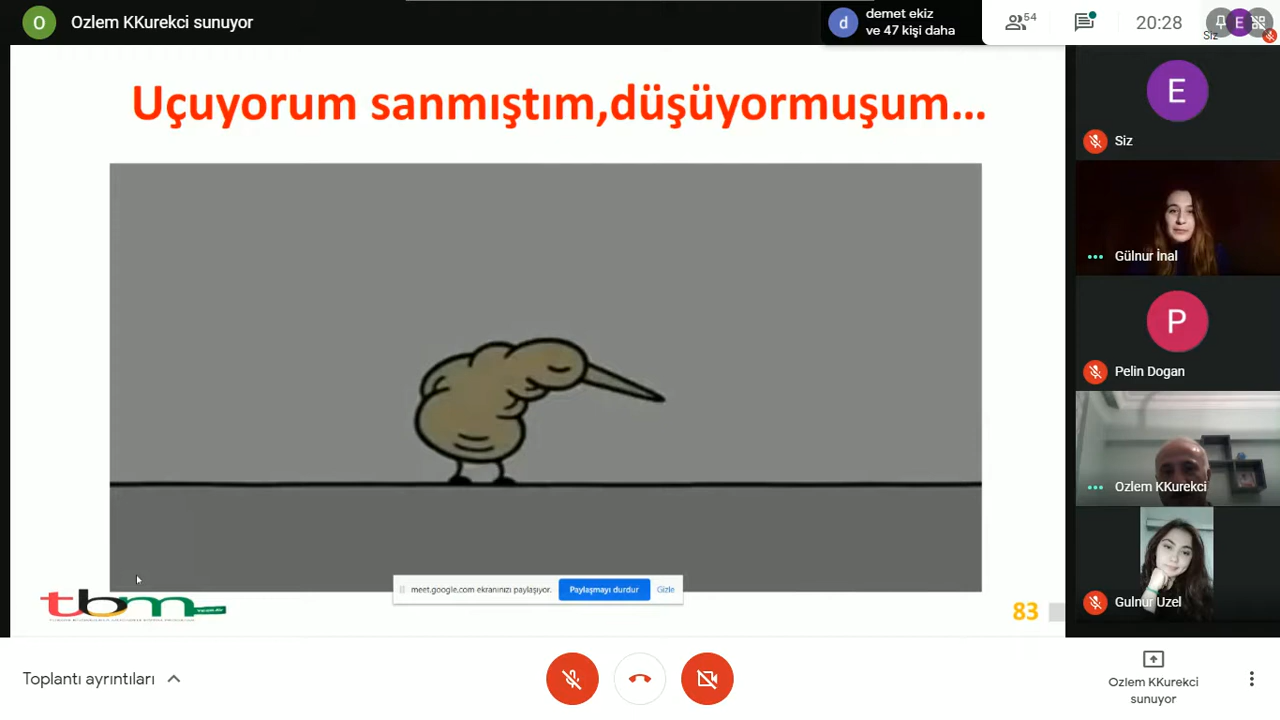 O
Ozlem KKurekci sunuyor
d
demet ekiz
ve 47 kişi daha
54
20:28
E
Siz
Uçuyorum sanmıştım,düşüyormuşum...
E
Siz
Gülnur İnal
P
Pelin Dogan
Ozlem KKurekci
Gulnur Uzel
meet.google.com ekranınızı paylaşıyor.
Paylaşmayı durdur
Gizle
tbm
83
Toplantı ayrıntıları
Ozlem KKurekci
sunuyor